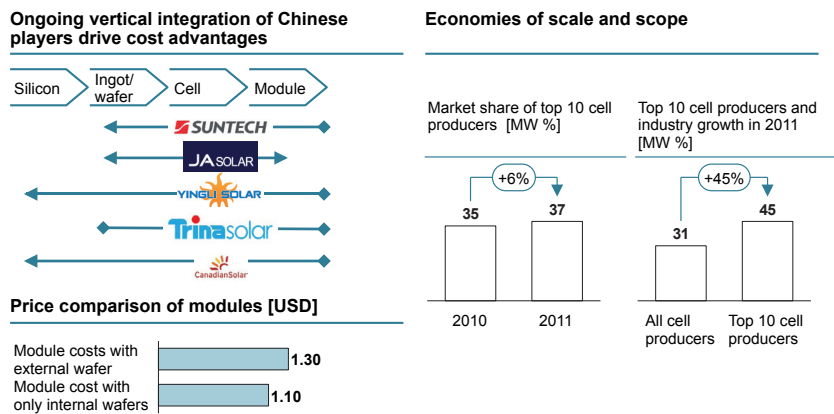 Ongoing vertical integration of Chinese
players drive cost advantages
Silicon
Ingot/
wafer
Cell
Module
SUNTECH
JA SOLAR
YINGLI SOLAR
Trinasolar
CanadianSolar
Price comparison of modules [USD]
Module costs with
external wafer
1.30
Module cost with
only internal wafers
1.10
Economies of scale and scope
Market share of top 10 cell
producers [MW %]
+6%
35
37
2010
2011
Top 10 cell producers and
industry growth in 2011
[MW %]
+45%
31
45
All cell
producers
Top 10 cell
producers